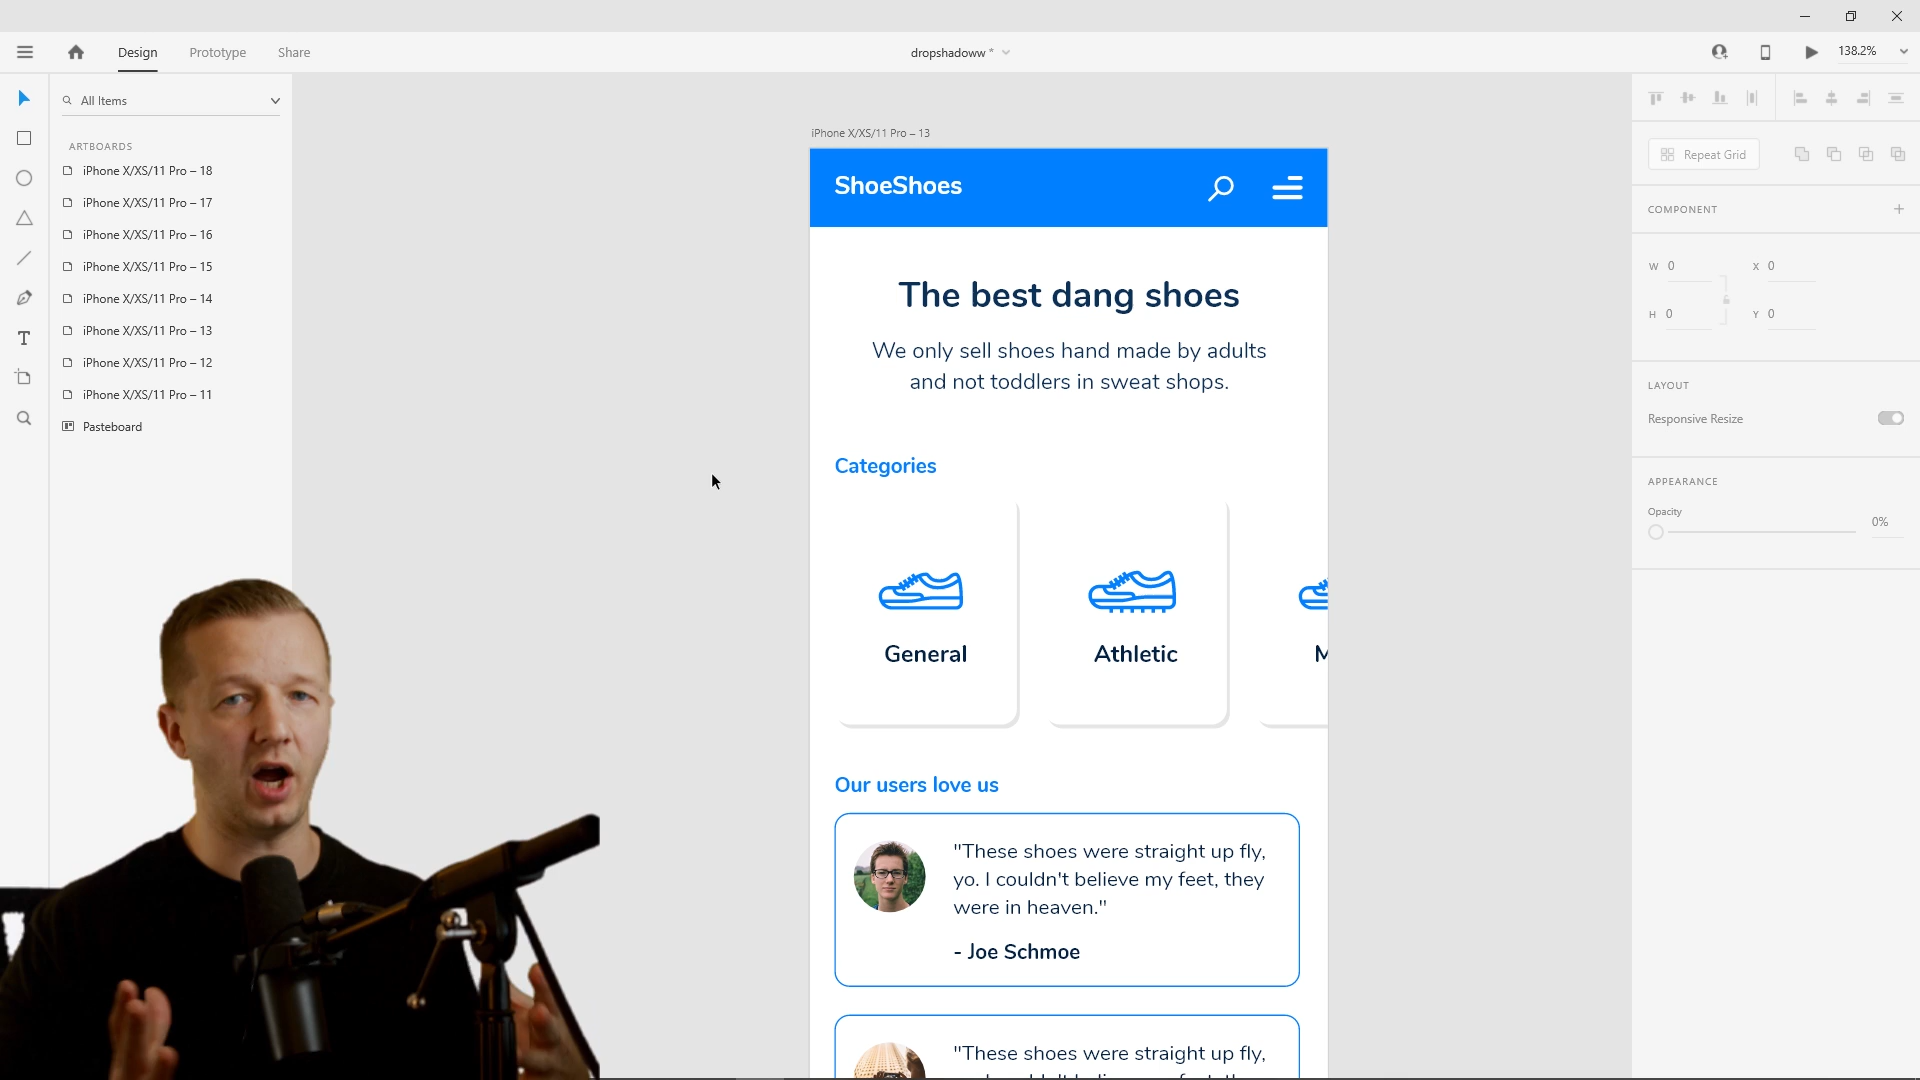 Design
Prototype
Share
dropshadoww *
138.2%
All Items
ARTBOARDS
iPhone X/XS/11 Pro – 18
iPhone X/XS/11 Pro – 17
iPhone X/XS/11 Pro – 16
iPhone X/XS/11 Pro – 15
iPhone X/XS/11 Pro – 14
iPhone X/XS/11 Pro – 13
iPhone X/XS/11 Pro – 12
iPhone X/XS/11 Pro – 11
Pasteboard
iPhone X/XS/11 Pro – 13
ShoeShoes
The best dang shoes
We only sell shoes hand made by adults
and not toddlers in sweat shops.
Categories
General
Athletic
M
Our users love us
"These shoes were straight up fly,
yo. I couldn't believe my feet, they
were in heaven."
- Joe Schmoe
"These shoes were straight up fly,
Repeat Grid
COMPONENT
W 0
X 0
H 0
Y 0
LAYOUT
Responsive Resize
APPEARANCE
Opacity
0%